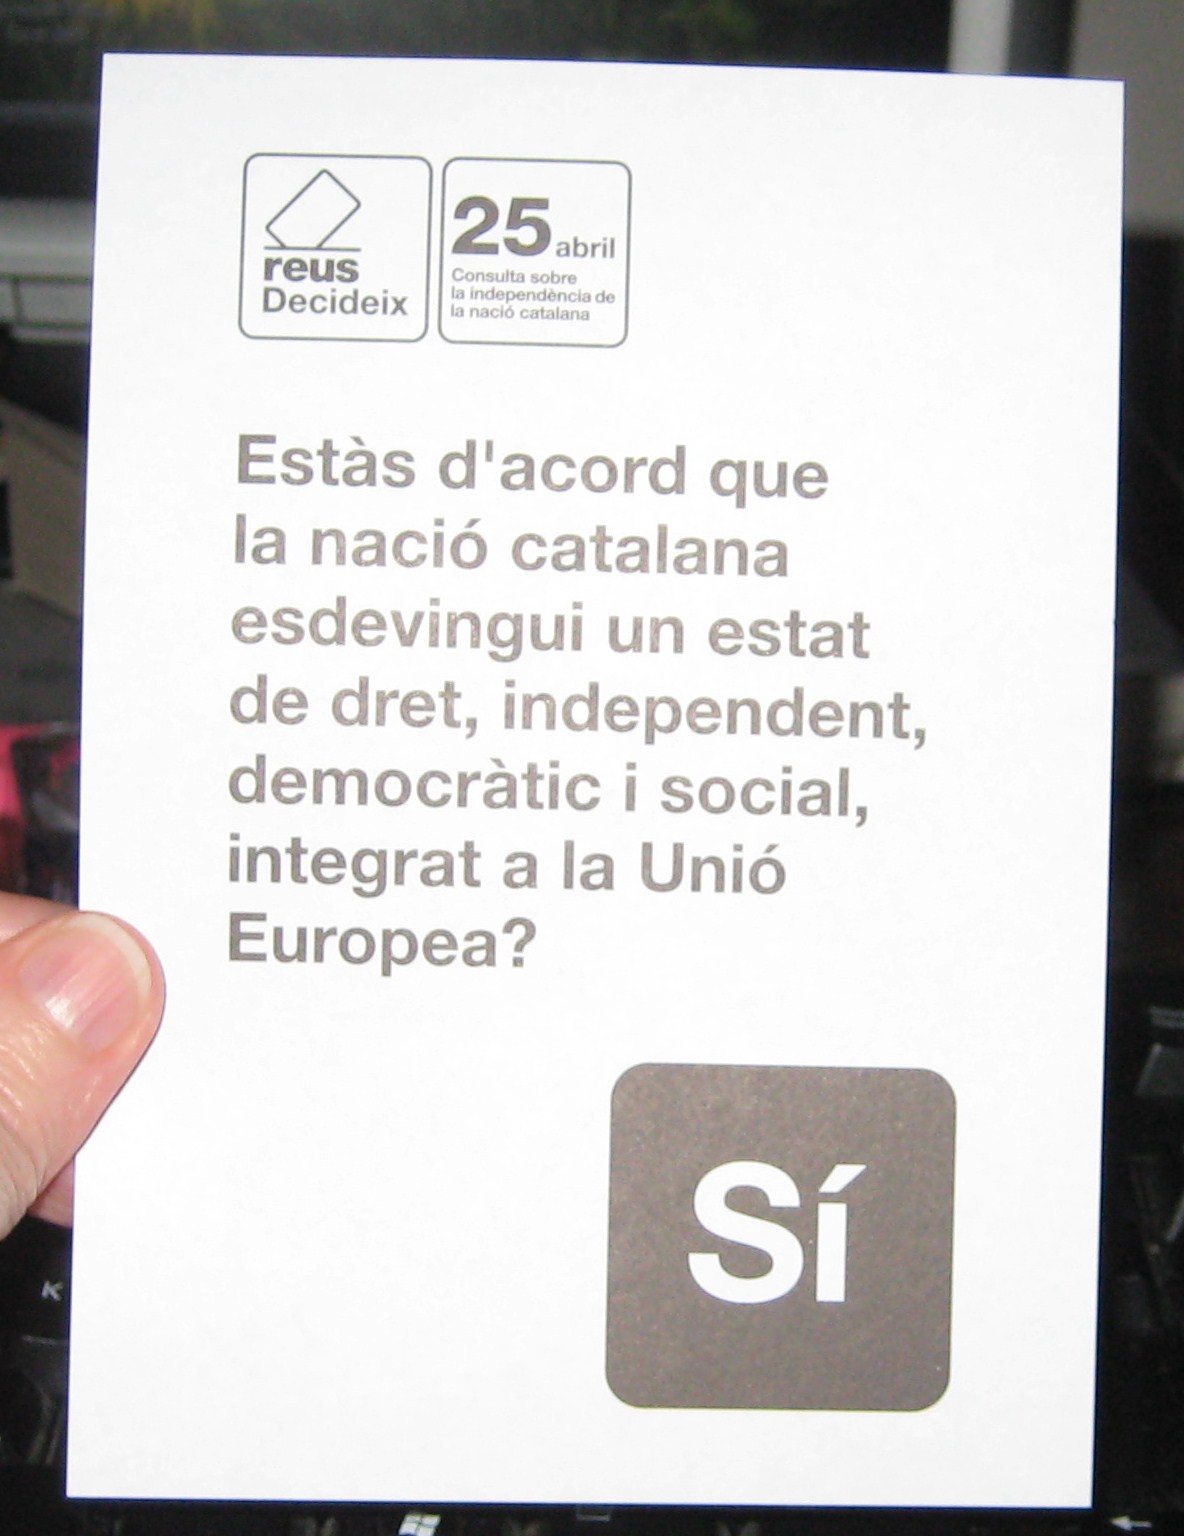 reus
Decideix
25 abril
Consulta sobre
la independència de
la nació catalana
Estàs d'acord que
la nació catalana
esdevingui un estat
de dret, independent,
democràtic i social,
integrat a la Unió
Europea?
Sí
K